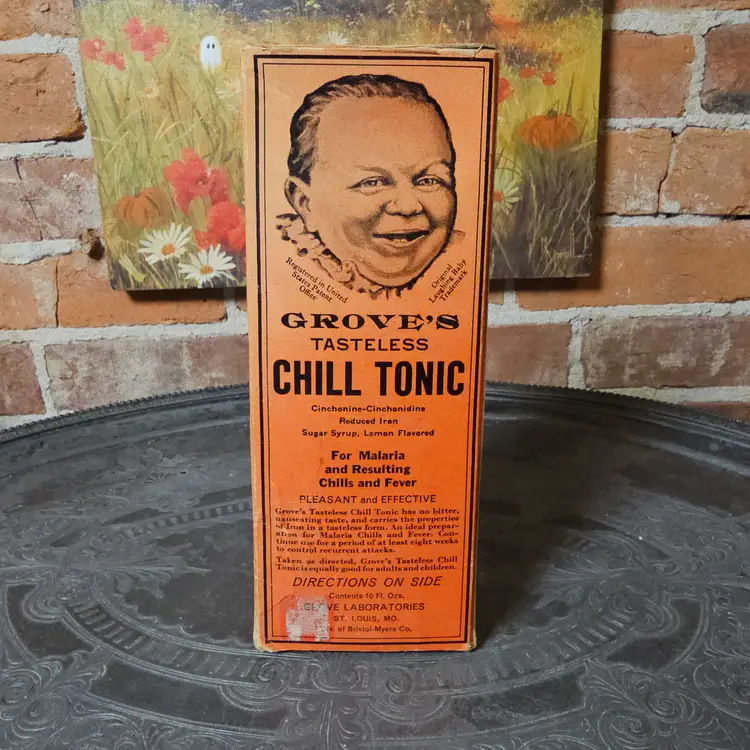 Registered in United
States Patent
Office
Original
Laughing Baby
Trademark
GROVE'S
TASTELESS
CHILL TONIC
Cinchonine-Cinchonidine
Reduced Iron
Sugar Syrup, Lemon Flavored
For Malaria
and Resulting
Chills and Fever
PLEASANT and EFFECTIVE
Grove's Tasteless Chill Tonic has no bitter,
nauseating taste, and carries the properties
of Iron in a tasteless form. An ideal prepar-
ation for Malaria Chills and Fever. Con-
tinue use for a period of at least eight weeks
to control recurrent attacks.
Taken as directed, Grove's Tasteless Chill
Tonic is equally good for adults and children.
DIRECTIONS ON SIDE
Contents 10 Fl. Ozs.
GROVE LABORATORIES
ST. LOUIS, MO.
Div. of Bristol-Myers Co.